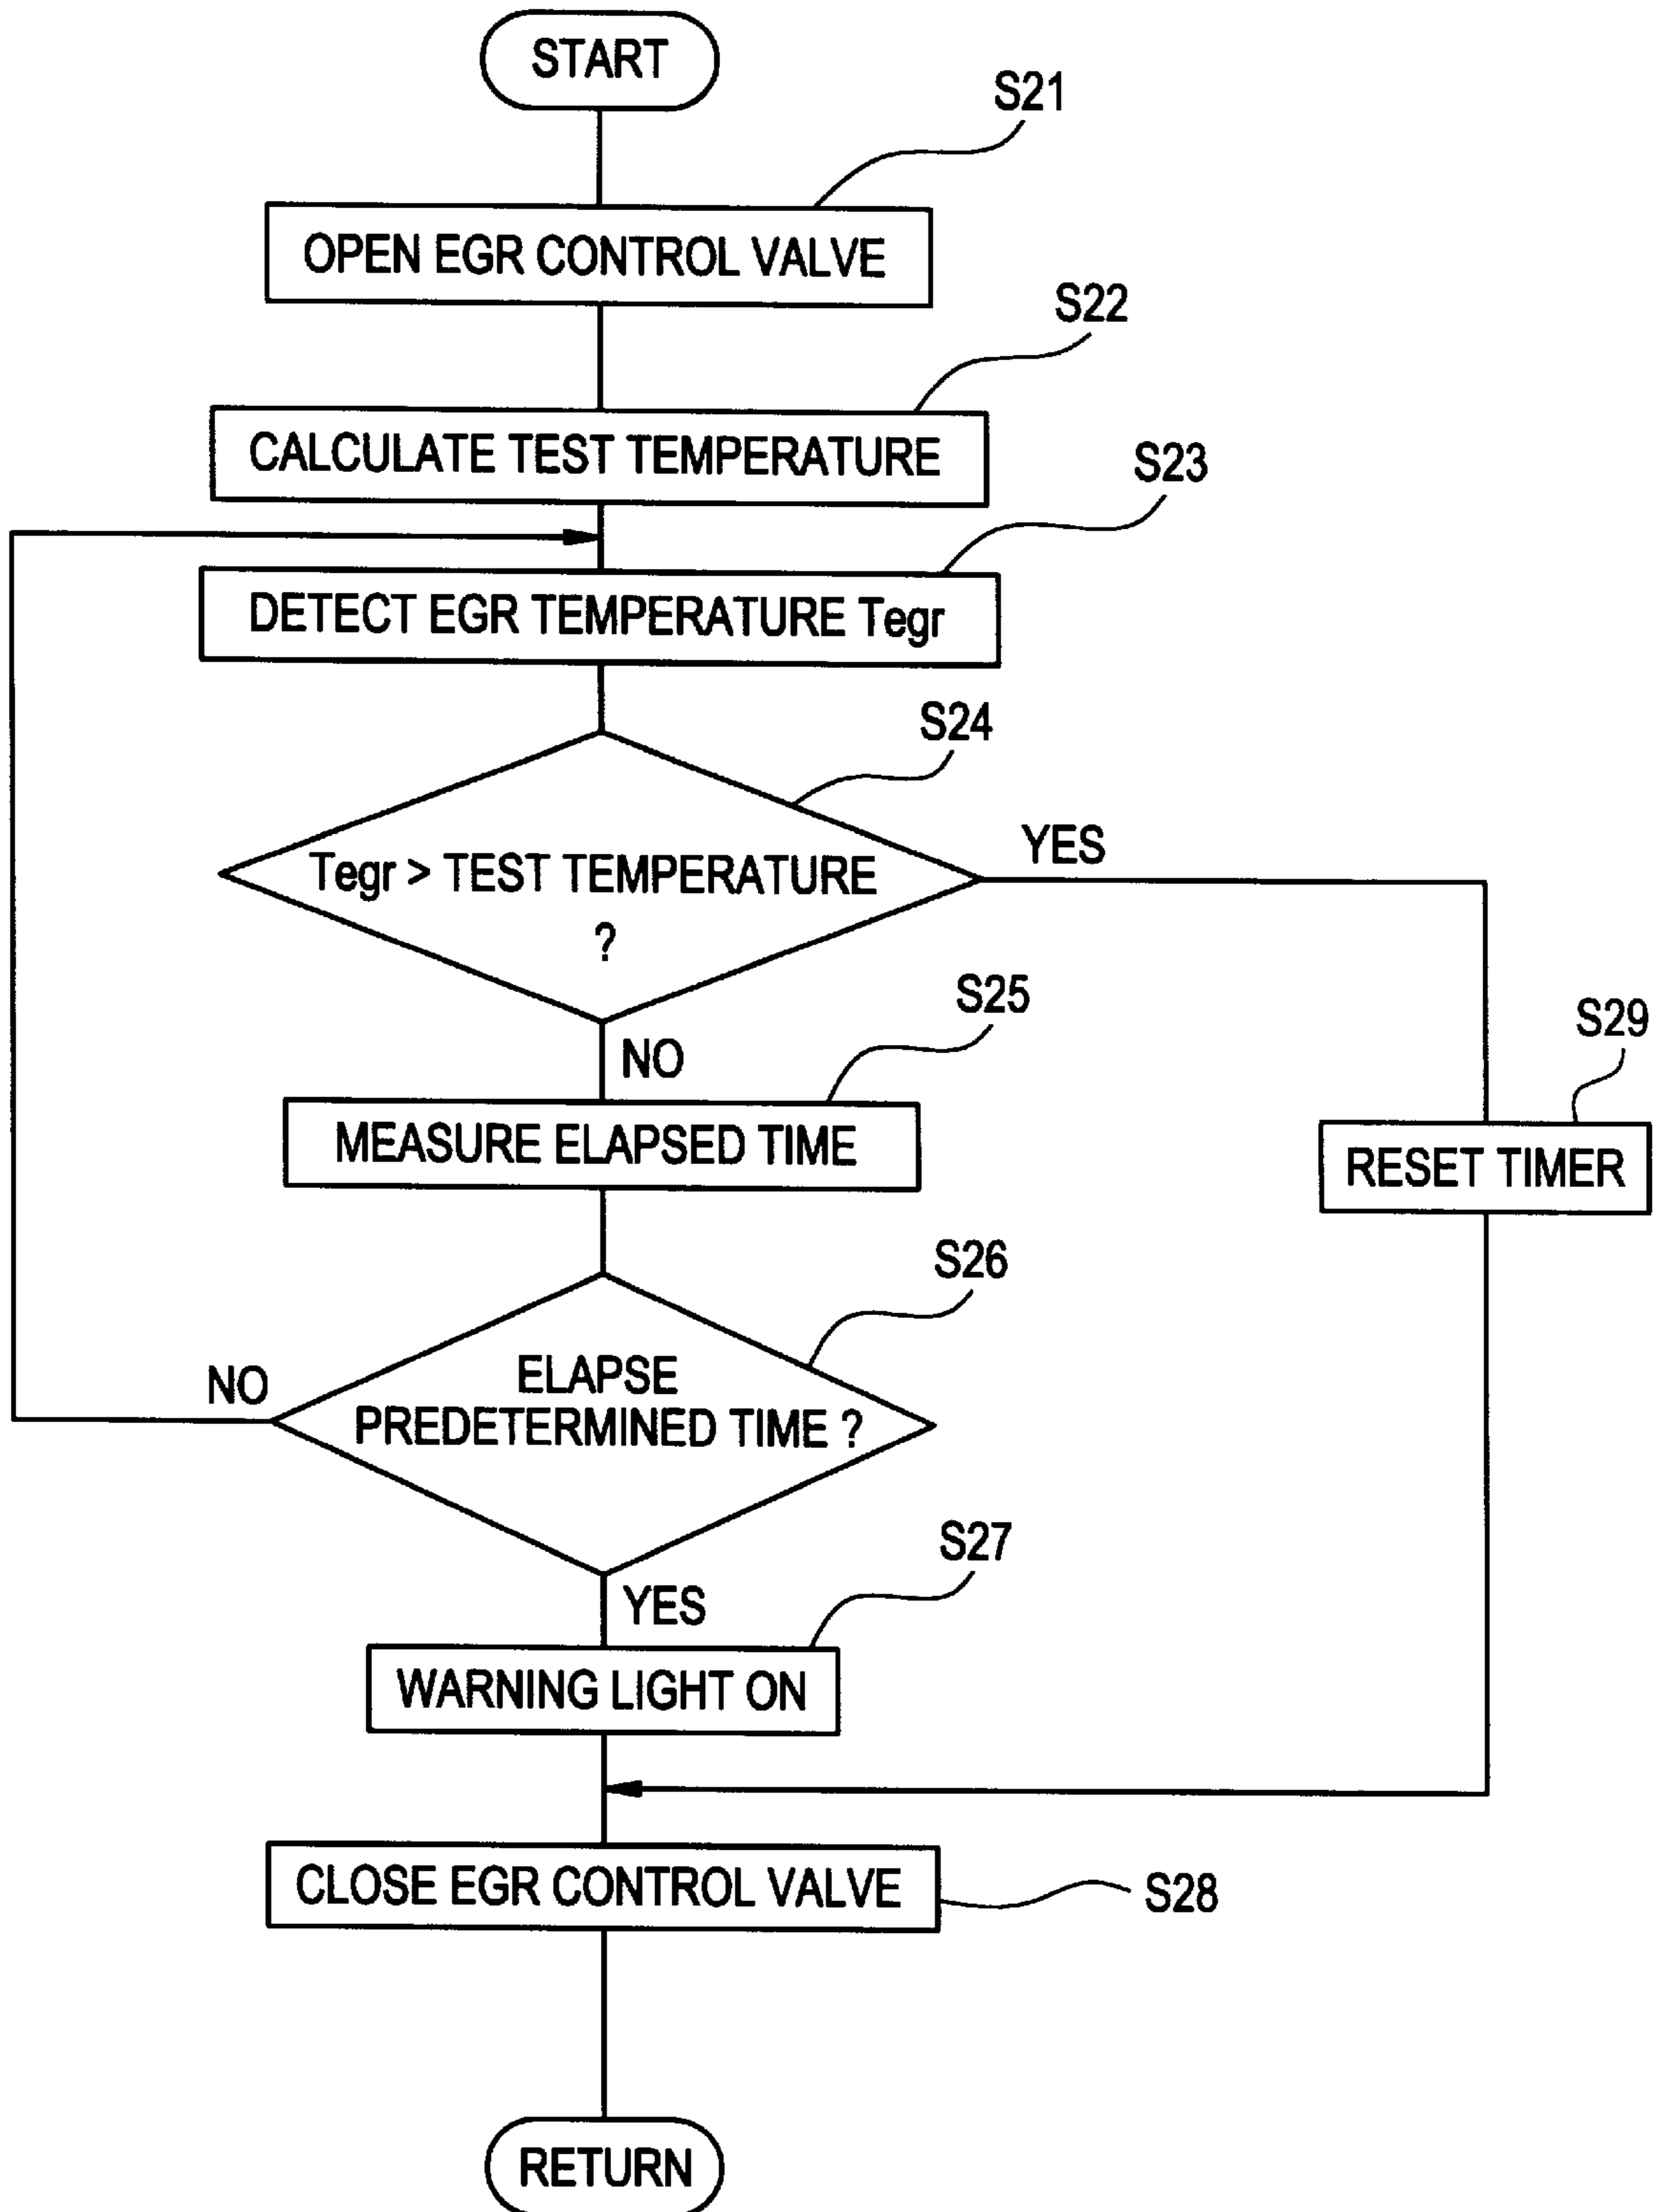 START
S21
OPEN EGR CONTROL VALVE
S22
CALCULATE TEST TEMPERATURE
S23
DETECT EGR TEMPERATURE Tegr
S24
YES
Tegr > TEST TEMPERATURE
?
S25
S29
NO
MEASURE ELAPSED TIME
RESET TIMER
S26
NO
ELAPSE
PREDETERMINED TIME ?
S27
YES
WARNING LIGHT ON
CLOSE EGR CONTROL VALVE
S28
RETURN